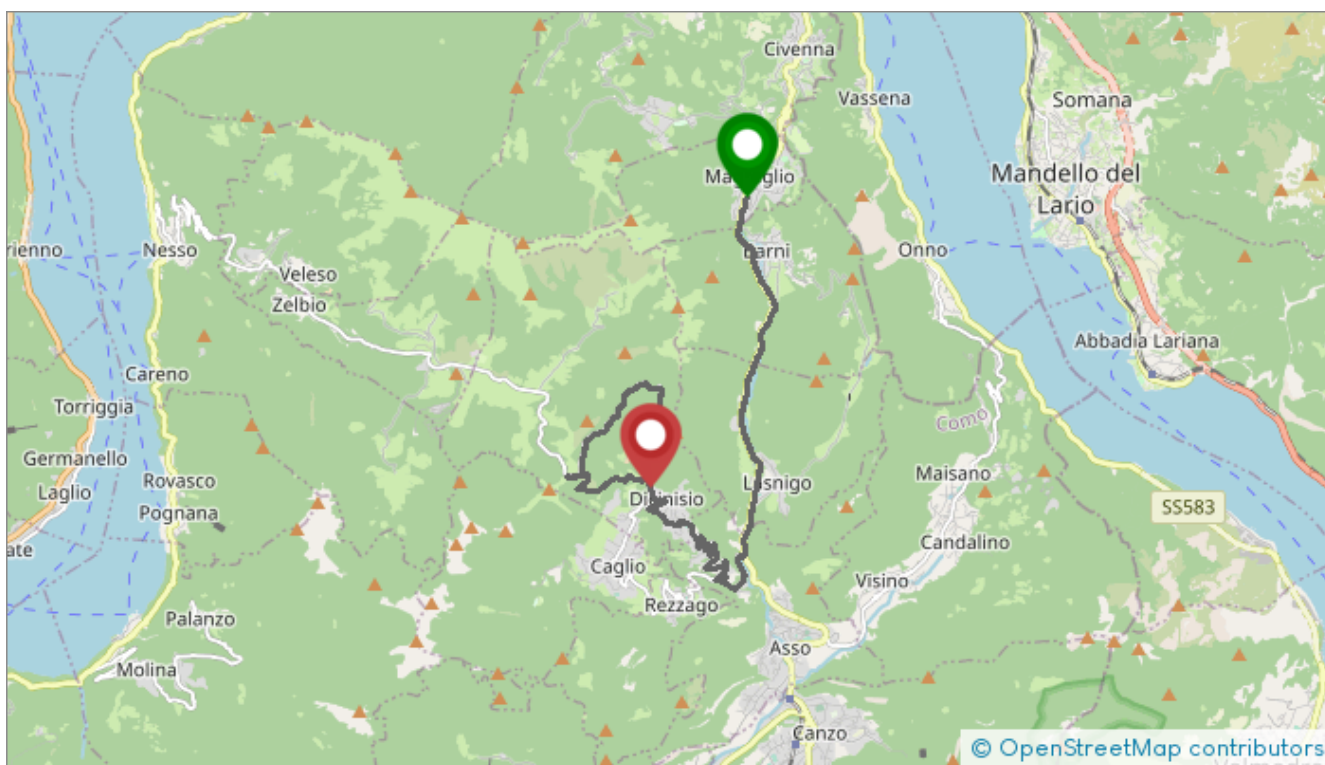 Civenna
Vassena
Somana
Mandello del
Lario
Barni
Onno
Nesso
Veleso
Zelbio
Abbadia Lariana
Careno
Torriggia
Como
Germanello
Laglio
Rovasco
Pognana
Maisano
Lasnigo
SS583
Candalino
Caglio
Visino
Rezzago
Palanzo
Asso
Molina
Canzo
© OpenStreetMap contributors